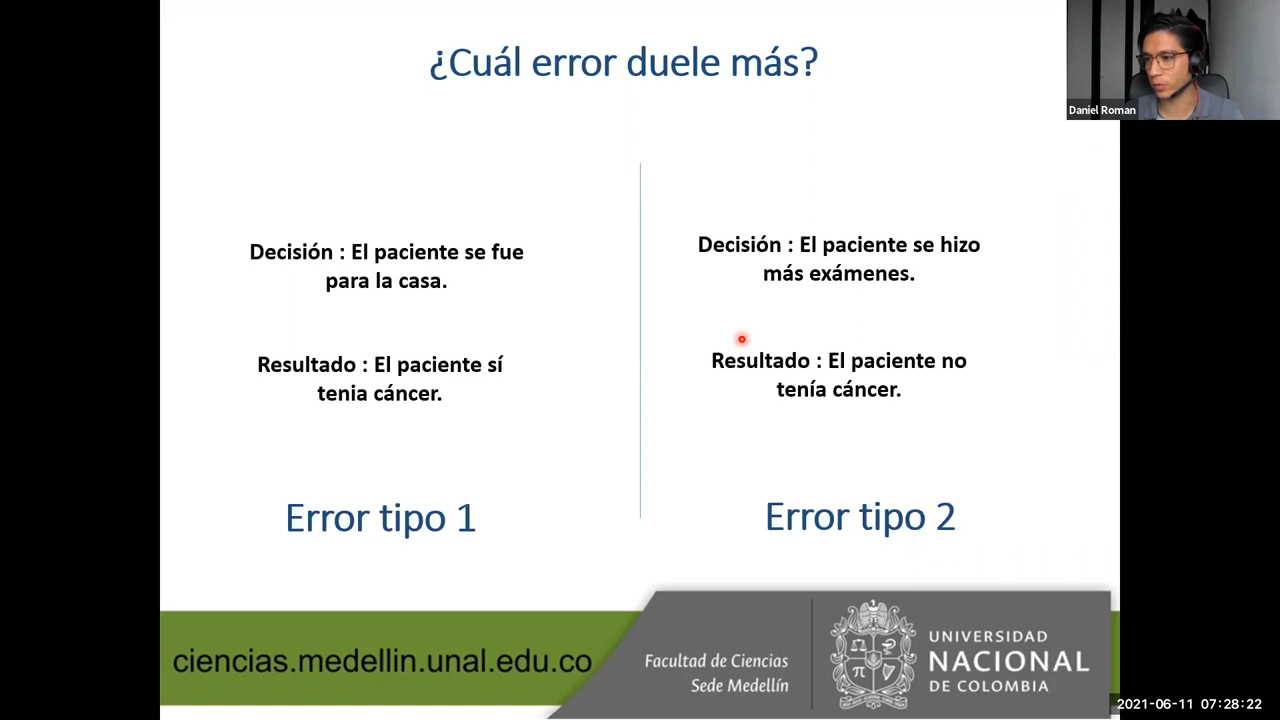 ¿Cuál error duele más?
Daniel Roman
Decisión : El paciente se fue
para la casa.
Resultado : El paciente sí
tenia cáncer.
Error tipo 1
Decisión : El paciente se hizo
más exámenes.
Resultado : El paciente no
tenía cáncer.
Error tipo 2
ciencias.medellin.unal.edu.co
Facultad de Ciencias
Sede Medellín
UNIVERSIDAD
NACIONAL
DE COLOMBIA
2021-06-11 07:28:22